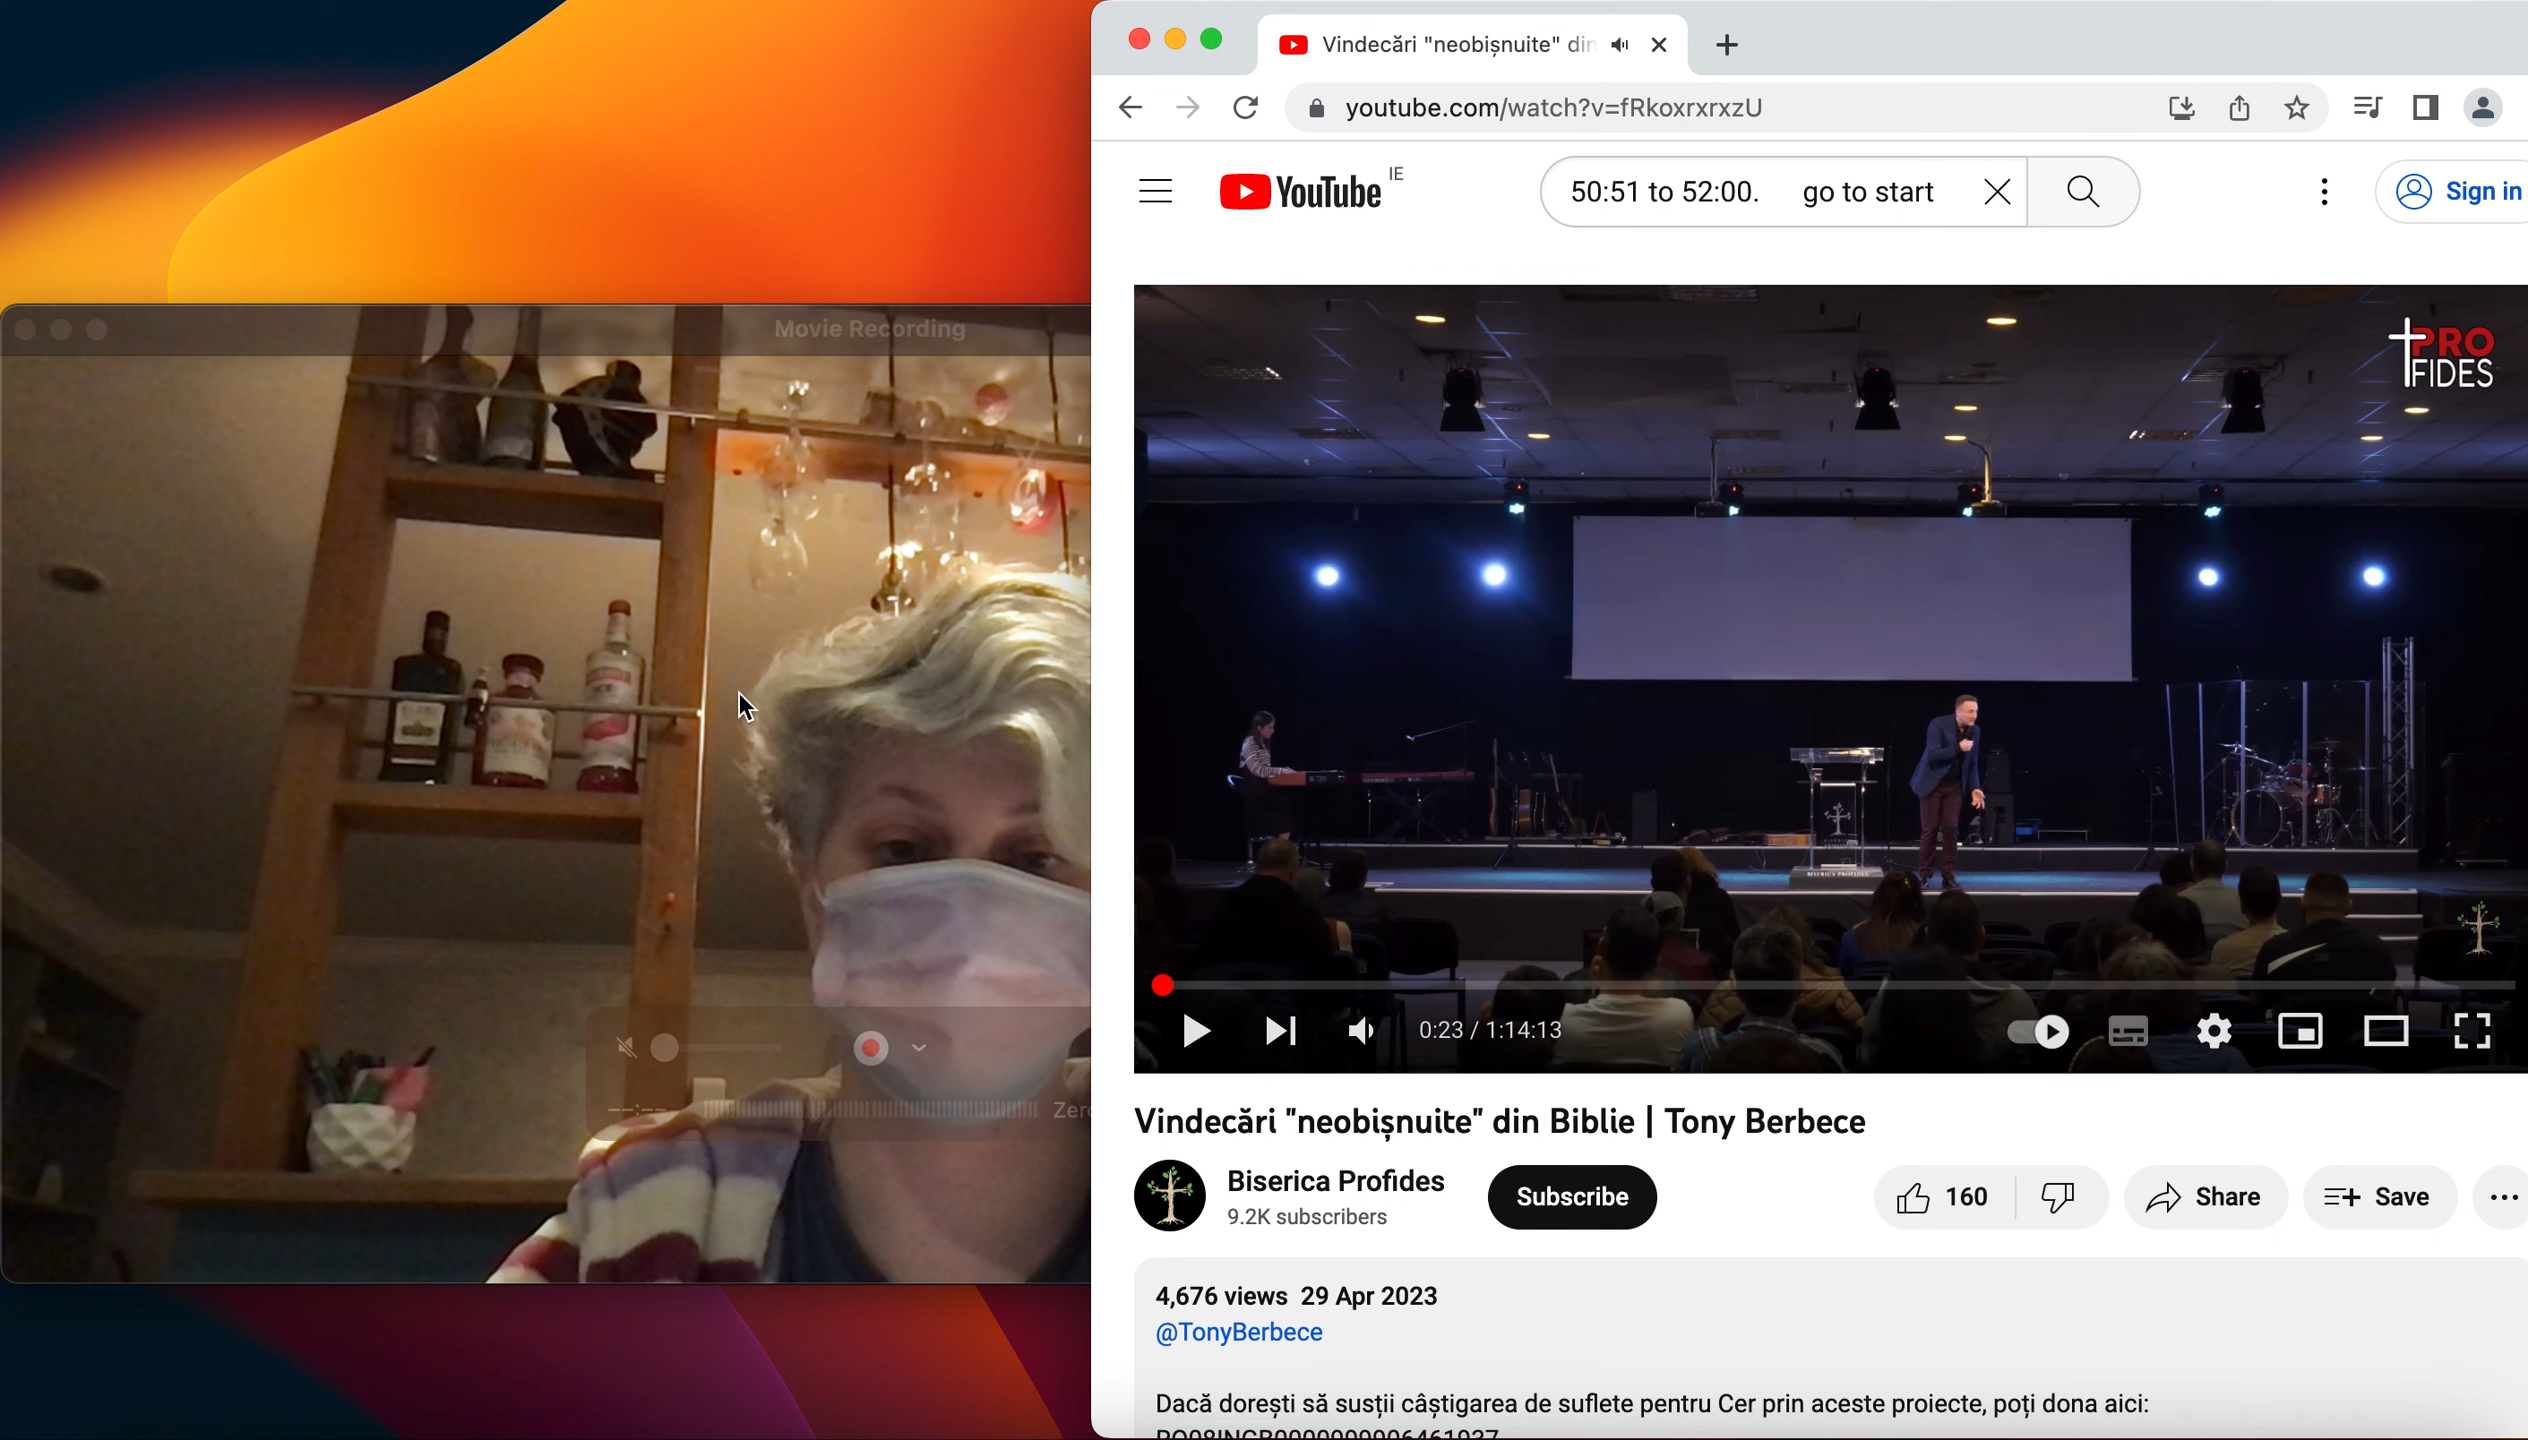 Vindecări "neobișnuite" din
youtube.com/watch?v=fRkoxrxrxzU
YouTube IE
50:51 to 52:00. go to start
Sign in
Movie Recording
PRO
FIDES
BISERICA PROFIDES
0:23 / 1:14:13
--:--
Zero
Vindecări "neobișnuite" din Biblie | Tony Berbece
Biserica Profides
9.2K subscribers
Subscribe
160
Share
Save
4,676 views 29 Apr 2023
@TonyBerbece
Dacă dorești să susții câștigarea de suflete pentru Cer prin aceste proiecte, poți dona aici: